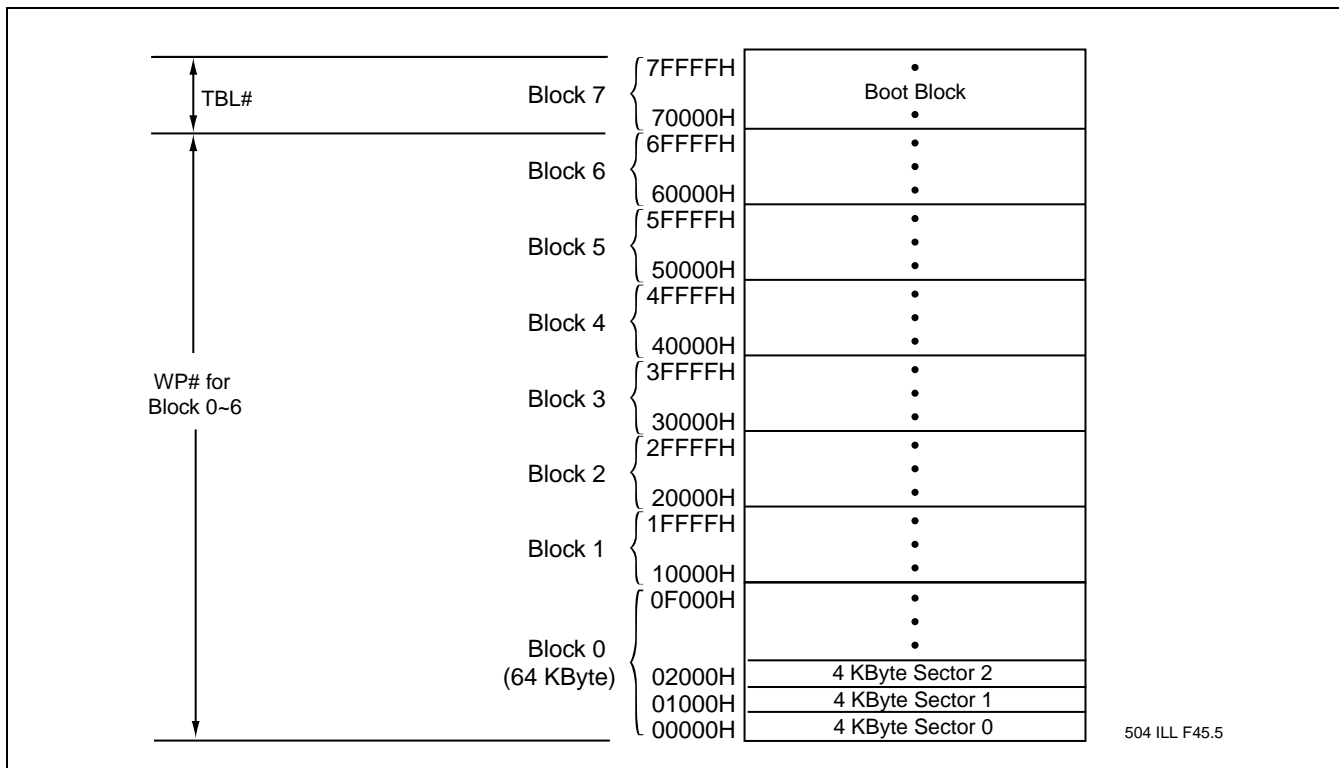 TBL#
WP# for
Block 0~6
Block 7
7FFFFH
70000H
Boot Block
Block 6
6FFFFH
60000H
Block 5
5FFFFH
50000H
Block 4
4FFFFH
40000H
Block 3
3FFFFH
30000H
Block 2
2FFFFH
20000H
Block 1
1FFFFH
10000H
Block 0
(64 KByte)
0F000H
02000H
4 KByte Sector 2
01000H
4 KByte Sector 1
00000H
4 KByte Sector 0
504 ILL F45.5